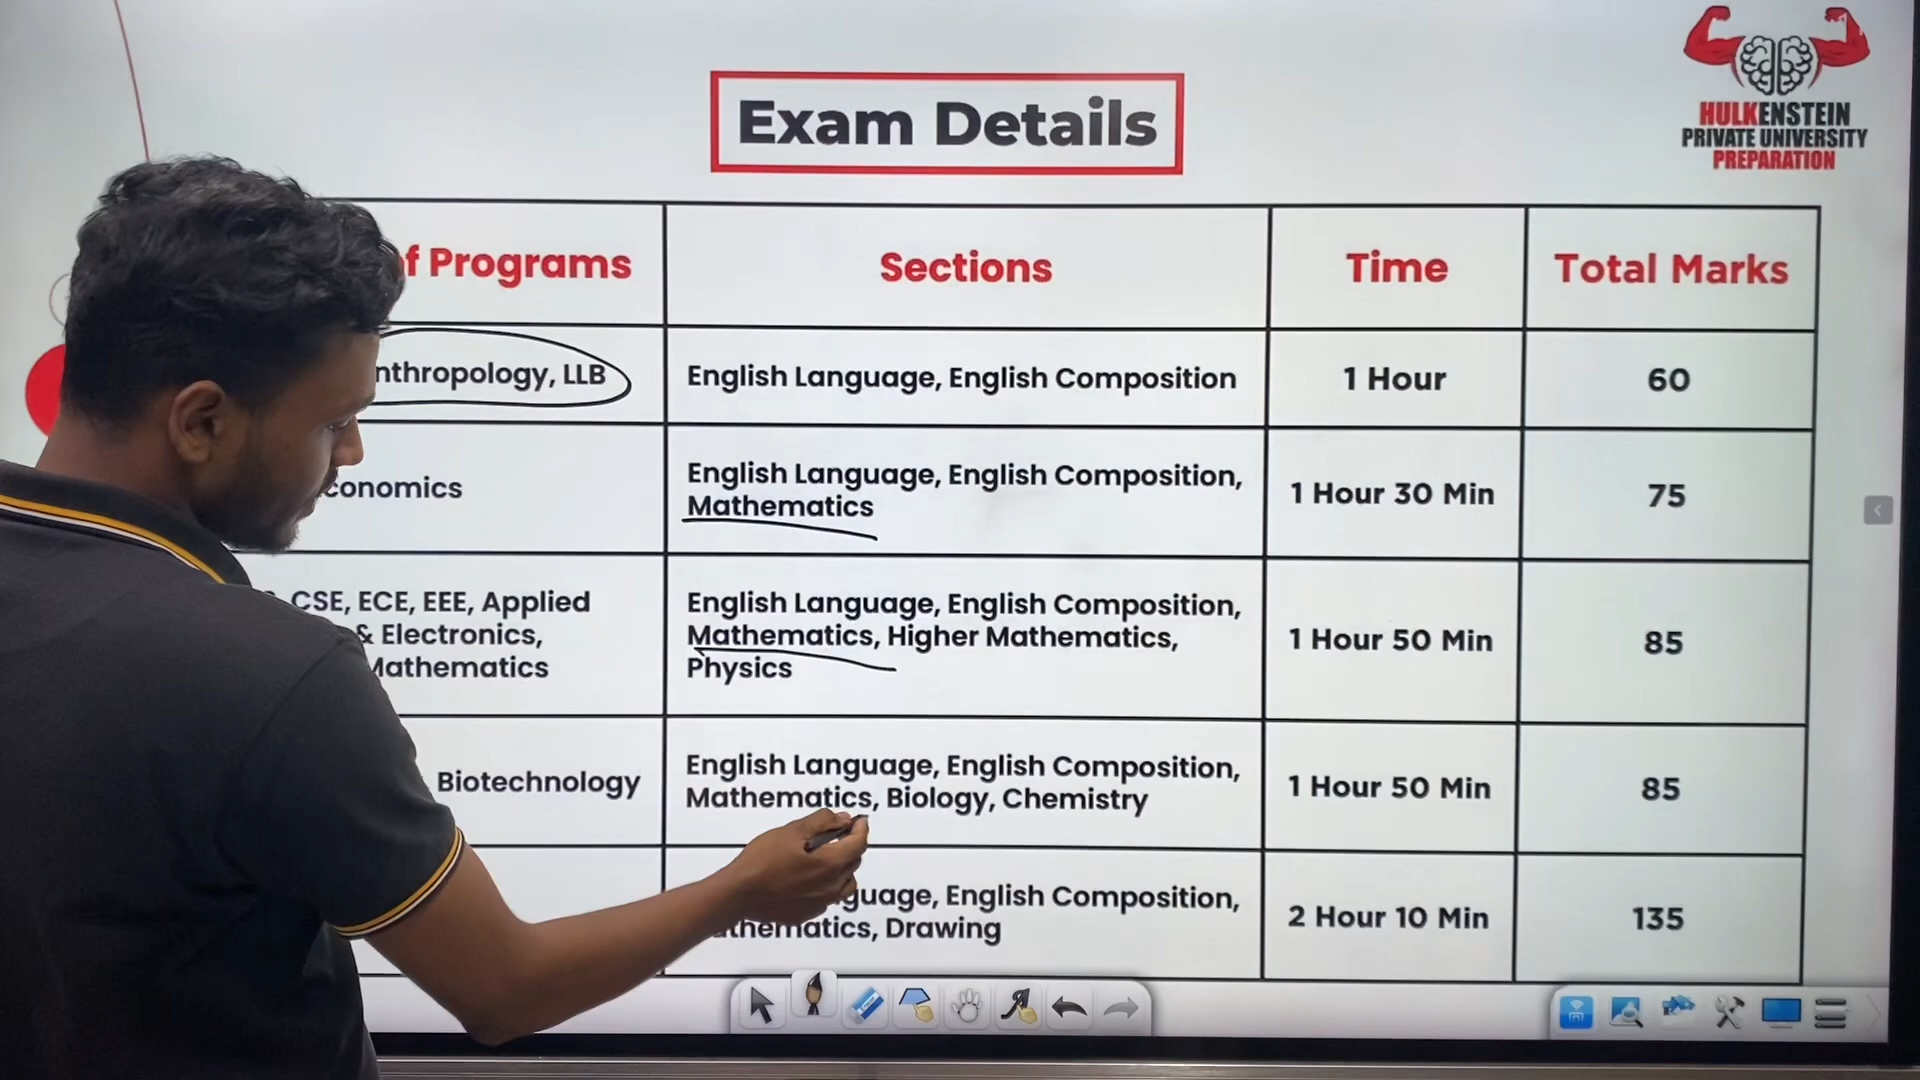 HULKENSTEIN
PRIVATE UNIVERSITY
PREPARATION
Exam Details
Programs
Sections
Time
Total Marks
LLB
English Language, English Composition
1 Hour
60
English Language, English Composition,
Mathematics
1 Hour 30 Min
75
CSE, ECE, EEE, Applied
& Electronics,
Mathematics
English Language, English Composition,
Mathematics, Higher Mathematics,
Physics
1 Hour 50 Min
85
Biotechnology
English Language, English Composition,
Mathematics, Biology, Chemistry
1 Hour 50 Min
85
English Composition,
Drawing
2 Hour 10 Min
135